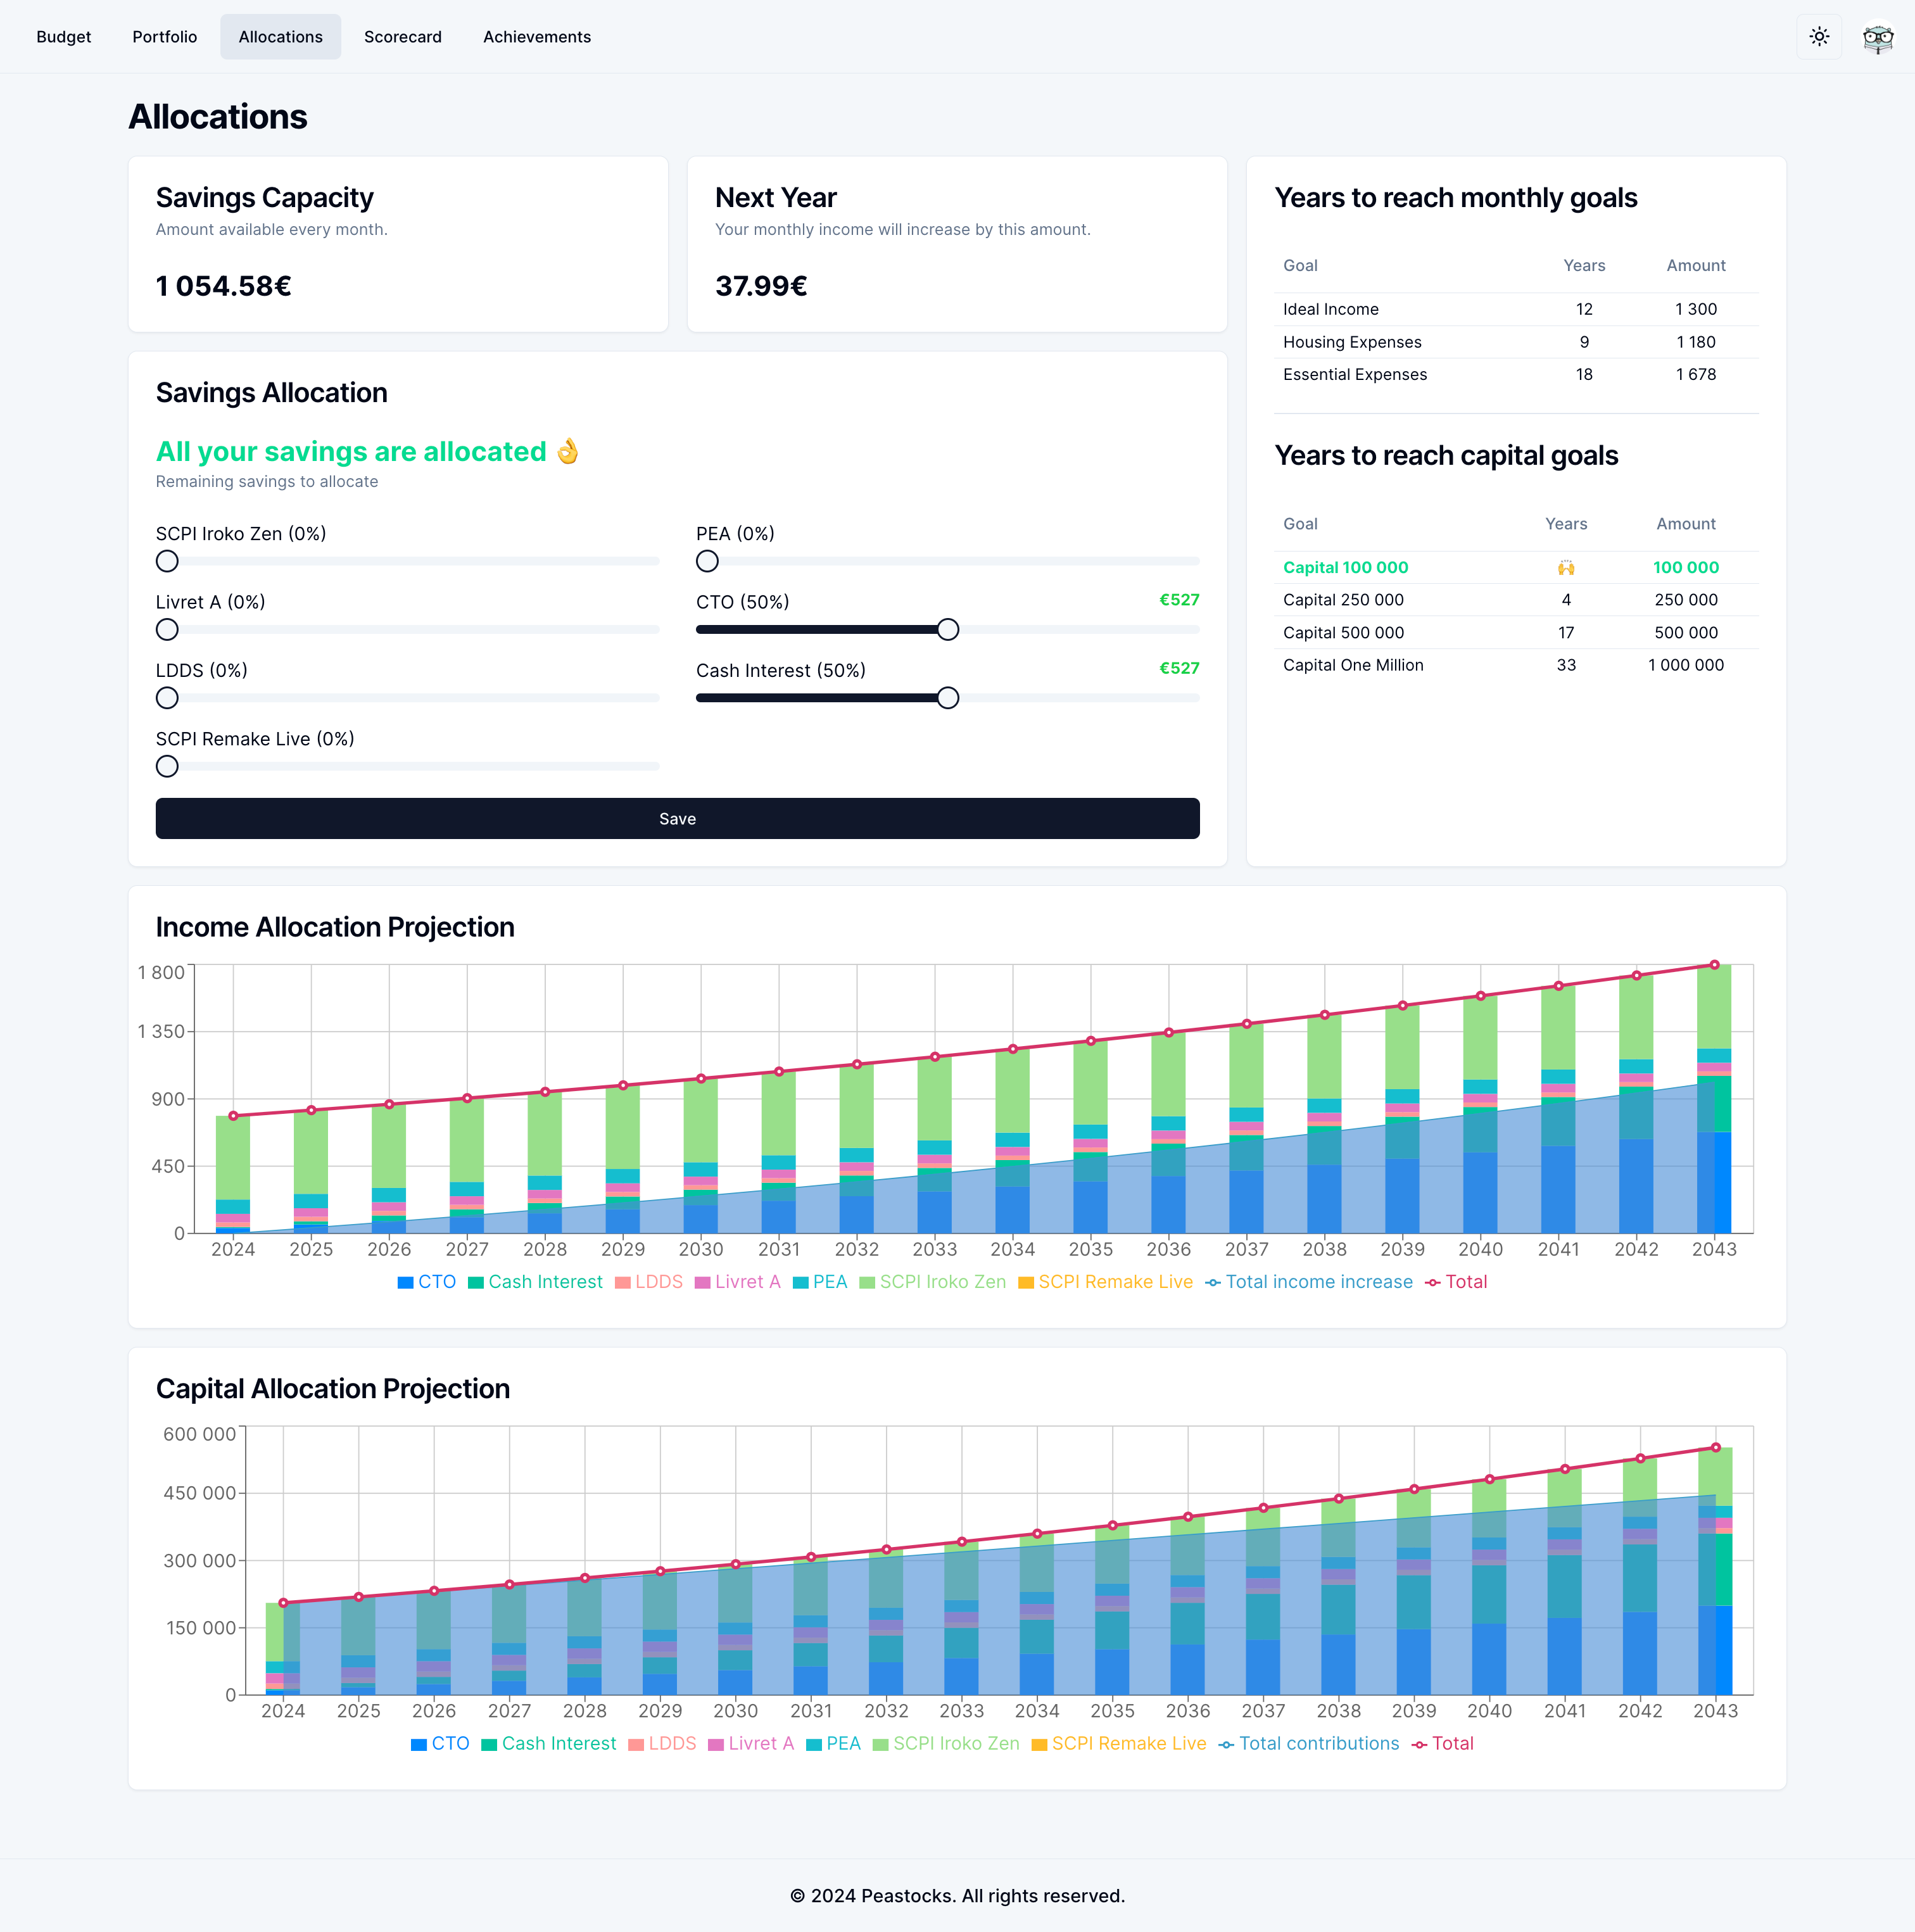 Budget Portfolio Allocations Scorecard Achievements
Allocations
Savings Capacity
Amount available every month.
1 054.58€
Next Year
Your monthly income will increase by this amount.
37.99€
Savings Allocation
All your savings are allocated 👌
Remaining savings to allocate
SCPI Iroko Zen (0%)
PEA (0%)
Livret A (0%)
CTO (50%) €527
LDDS (0%)
Cash Interest (50%) €527
SCPI Remake Live (0%)
Save
Years to reach monthly goals
Goal Years Amount
Ideal Income 12 1 300
Housing Expenses 9 1 180
Essential Expenses 18 1 678
Years to reach capital goals
Goal Years Amount
Capital 100 000 🙌 100 000
Capital 250 000 4 250 000
Capital 500 000 17 500 000
Capital One Million 33 1 000 000
Income Allocation Projection
1 800
1 350
900
450
0
2024 2025 2026 2027 2028 2029 2030 2031 2032 2033 2034 2035 2036 2037 2038 2039 2040 2041 2042 2043
CTO Cash Interest LDDS Livret A PEA SCPI Iroko Zen SCPI Remake Live Total income increase Total
Capital Allocation Projection
600 000
450 000
300 000
150 000
0
2024 2025 2026 2027 2028 2029 2030 2031 2032 2033 2034 2035 2036 2037 2038 2039 2040 2041 2042 2043
CTO Cash Interest LDDS Livret A PEA SCPI Iroko Zen SCPI Remake Live Total contributions Total
© 2024 Peastocks. All rights reserved.